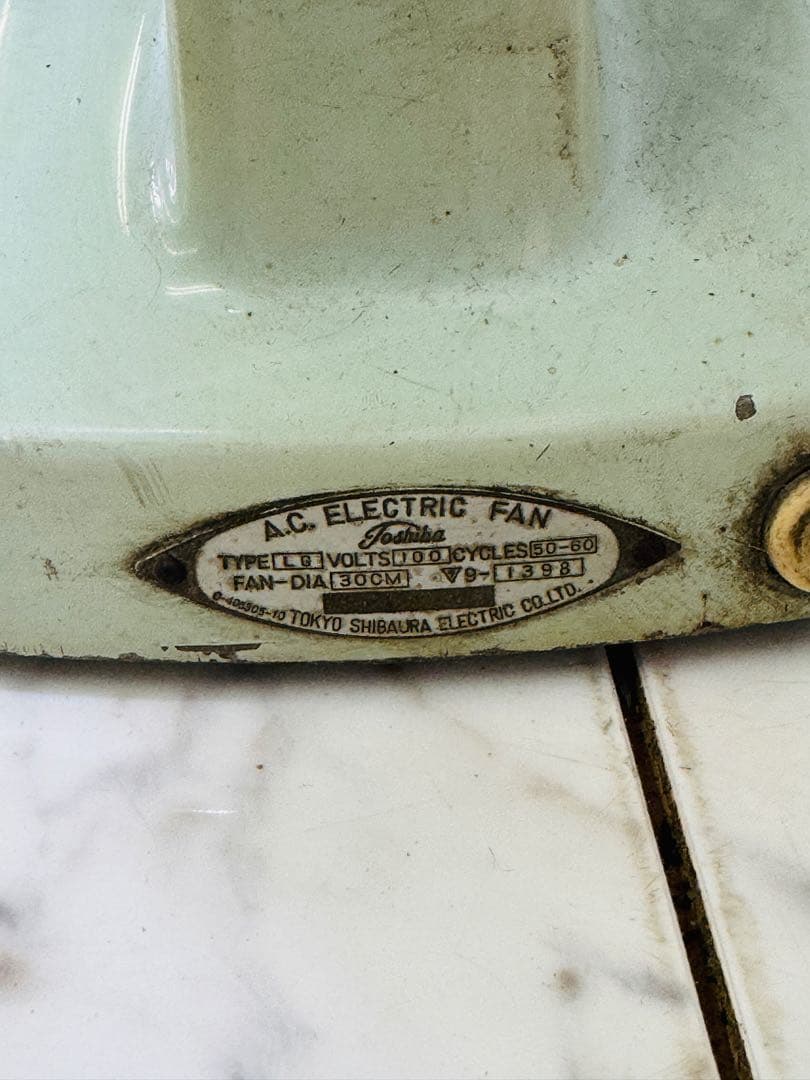 A.C. ELECTRIC FAN
Toshiba
TYPE LQ VOLTS 100 CYCLES 50-60
FAN-DIA 30CM ▽9-1398
TOKYO SHIBAURA ELECTRIC CO.LTD.